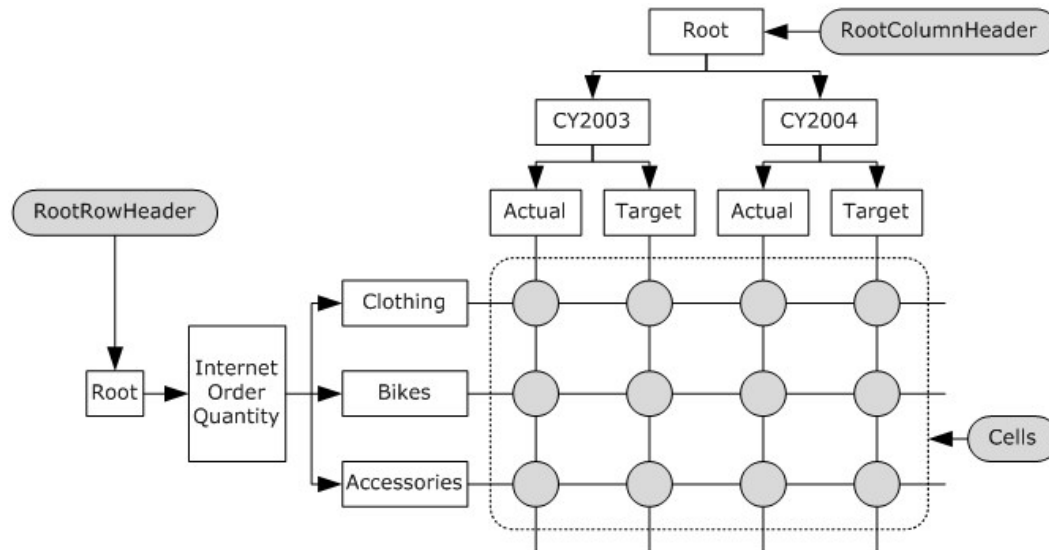 Root
RootColumnHeader
CY2003
CY2004
RootRowHeader
Actual
Target
Actual
Target
Clothing
Internet
Order
Quantity
Root
Bikes
Cells
Accessories